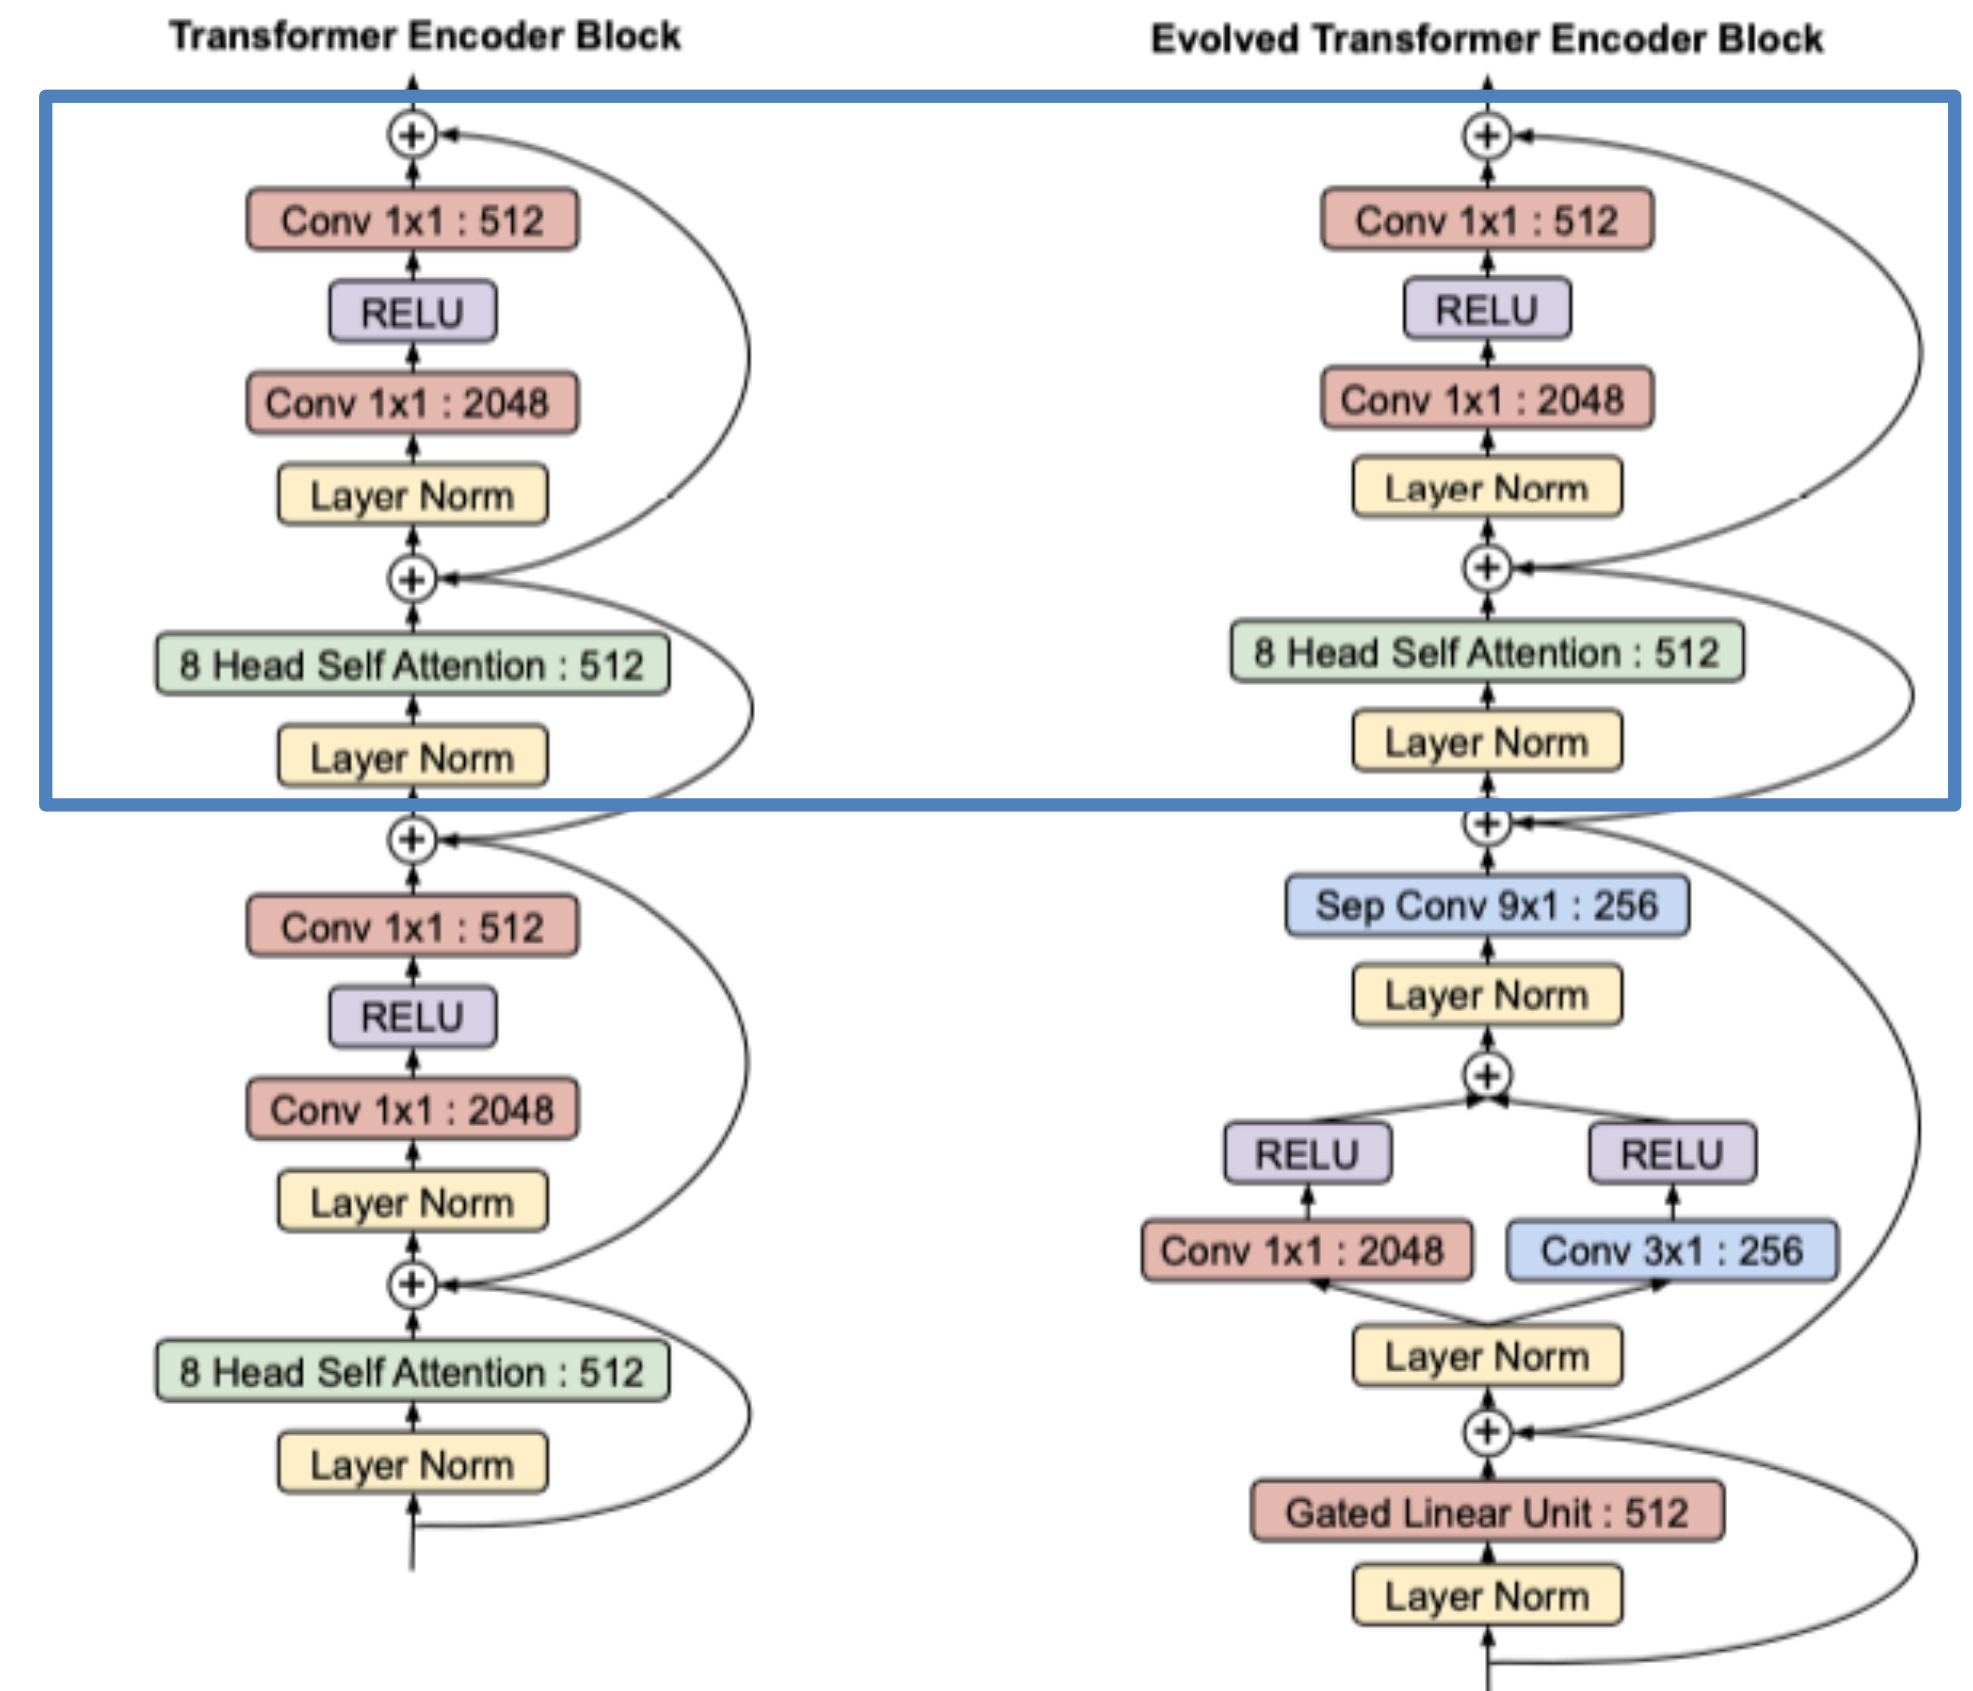 Transformer Encoder Block
Conv 1x1 : 512
RELU
Conv 1x1 : 2048
Layer Norm
8 Head Self Attention : 512
Layer Norm
Conv 1x1 : 512
RELU
Conv 1x1 : 2048
Layer Norm
8 Head Self Attention : 512
Layer Norm
Evolved Transformer Encoder Block
Conv 1x1 : 512
RELU
Conv 1x1 : 2048
Layer Norm
8 Head Self Attention : 512
Layer Norm
Sep Conv 9x1 : 256
Layer Norm
RELU
RELU
Conv 1x1 : 2048
Conv 3x1 : 256
Layer Norm
Gated Linear Unit : 512
Layer Norm